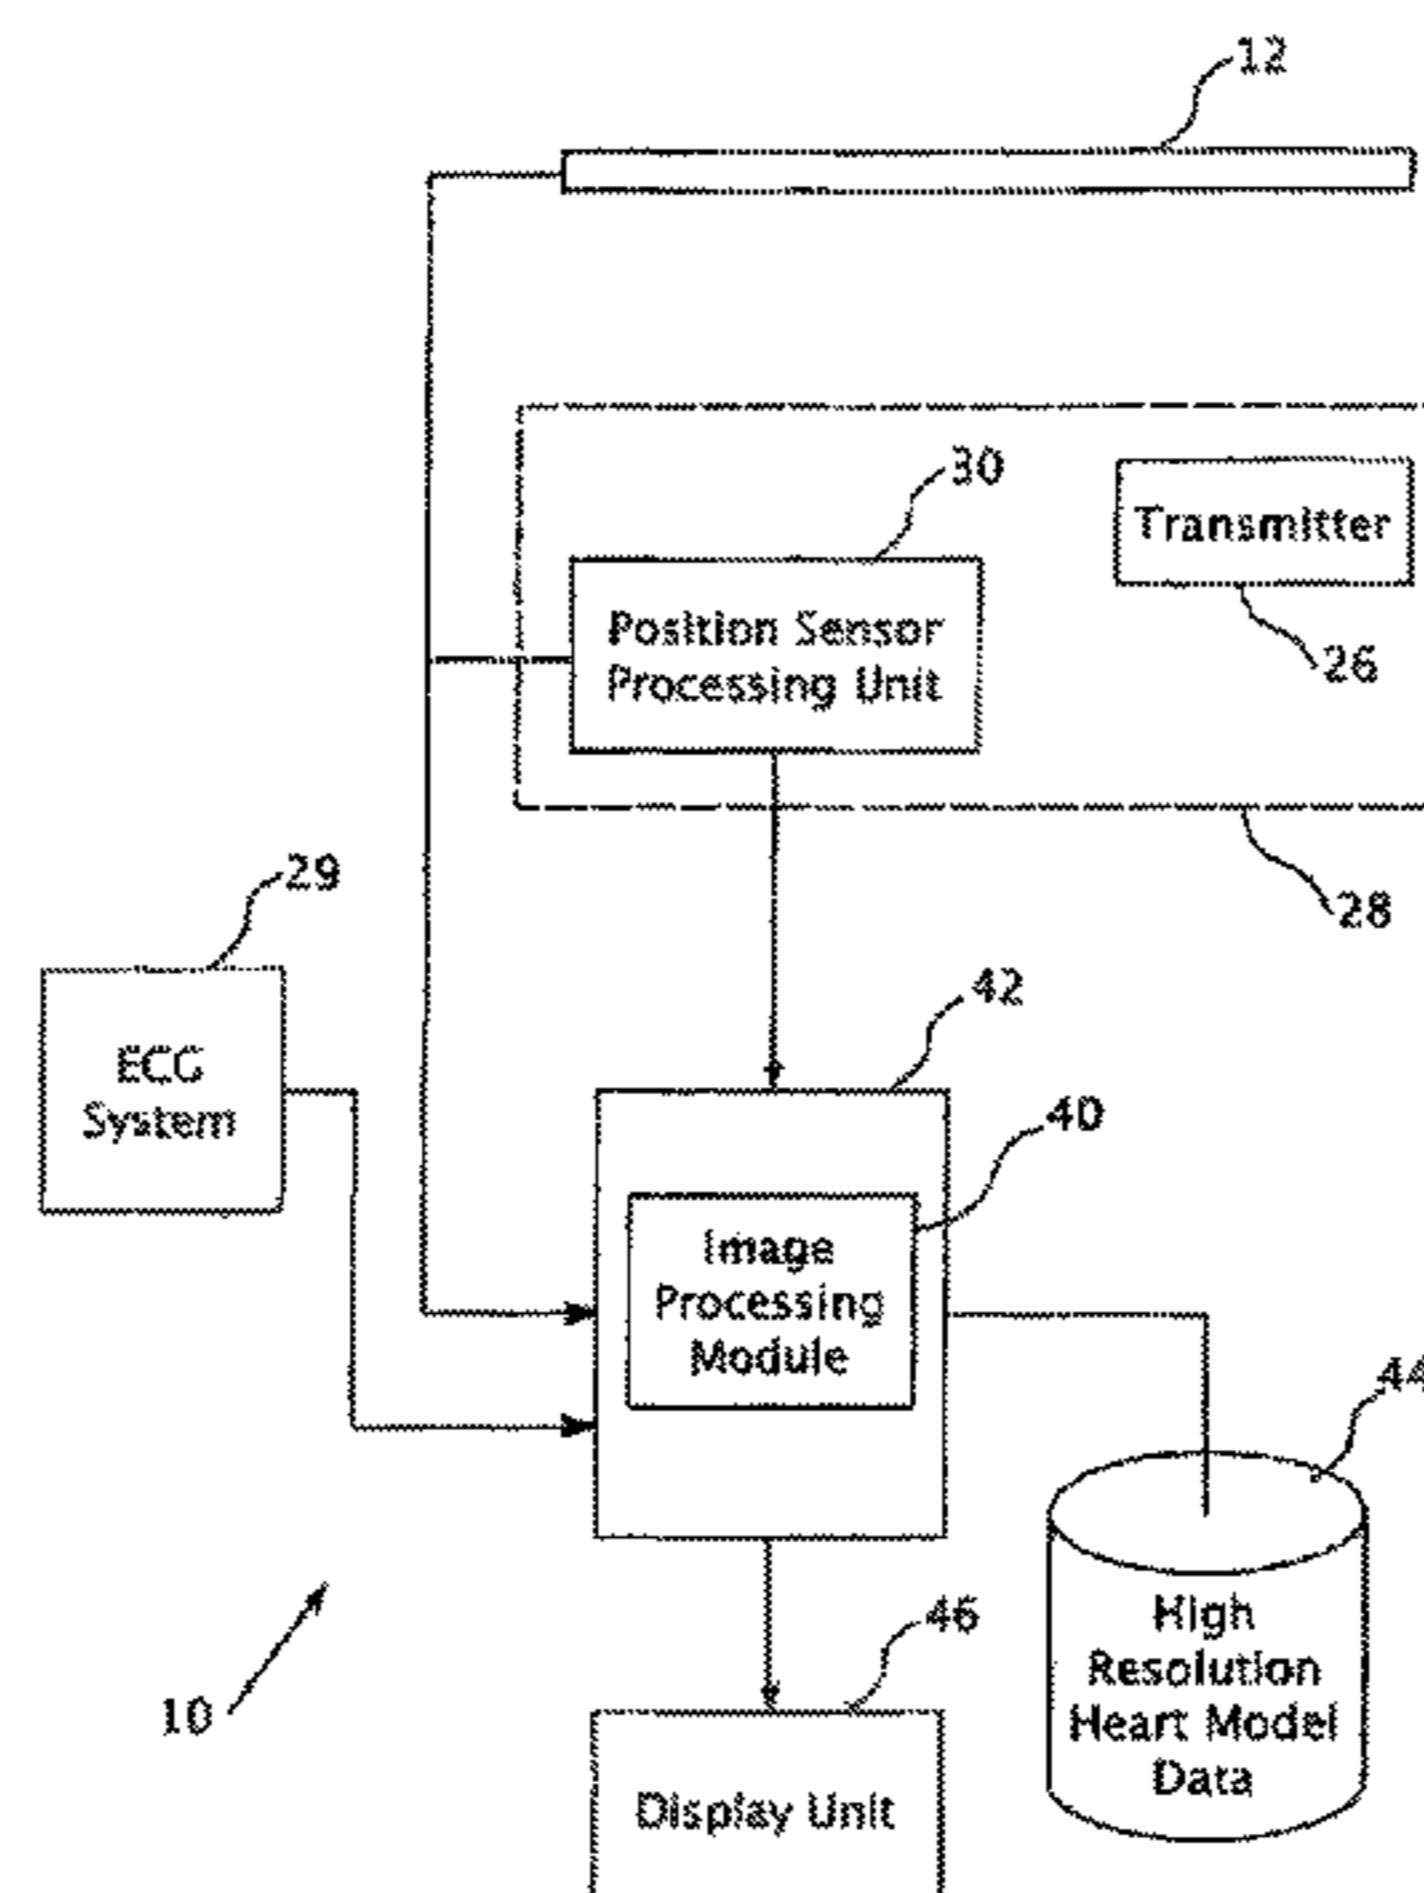 12
30
Transmitter
Position Sensor
Processing Unit
26
28
29
ECG
System
42
40
Image
Processing
Module
44
High
Resolution
Heart Model
Data
46
10
Display Unit